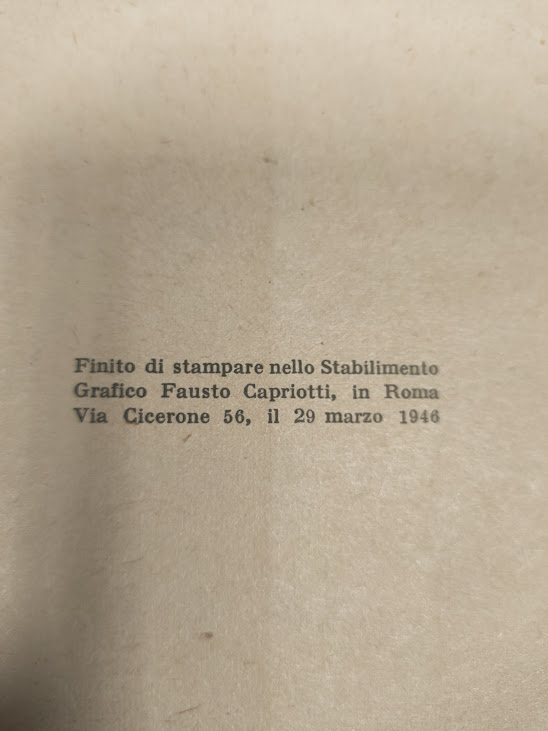 Finito di stampare nello Stabilimento
Grafico Fausto Capriotti, in Roma
Via Cicerone 56, il 29 marzo 1946